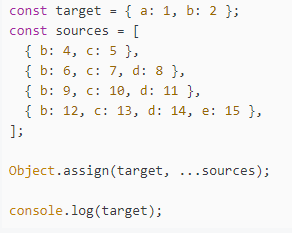 const target = { a: 1, b: 2 };
const sources = [
  { b: 4, c: 5 },
  { b: 6, c: 7, d: 8 },
  { b: 9, c: 10, d: 11 },
  { b: 12, c: 13, d: 14, e: 15 },
];

Object.assign(target, ...sources);

console.log(target);